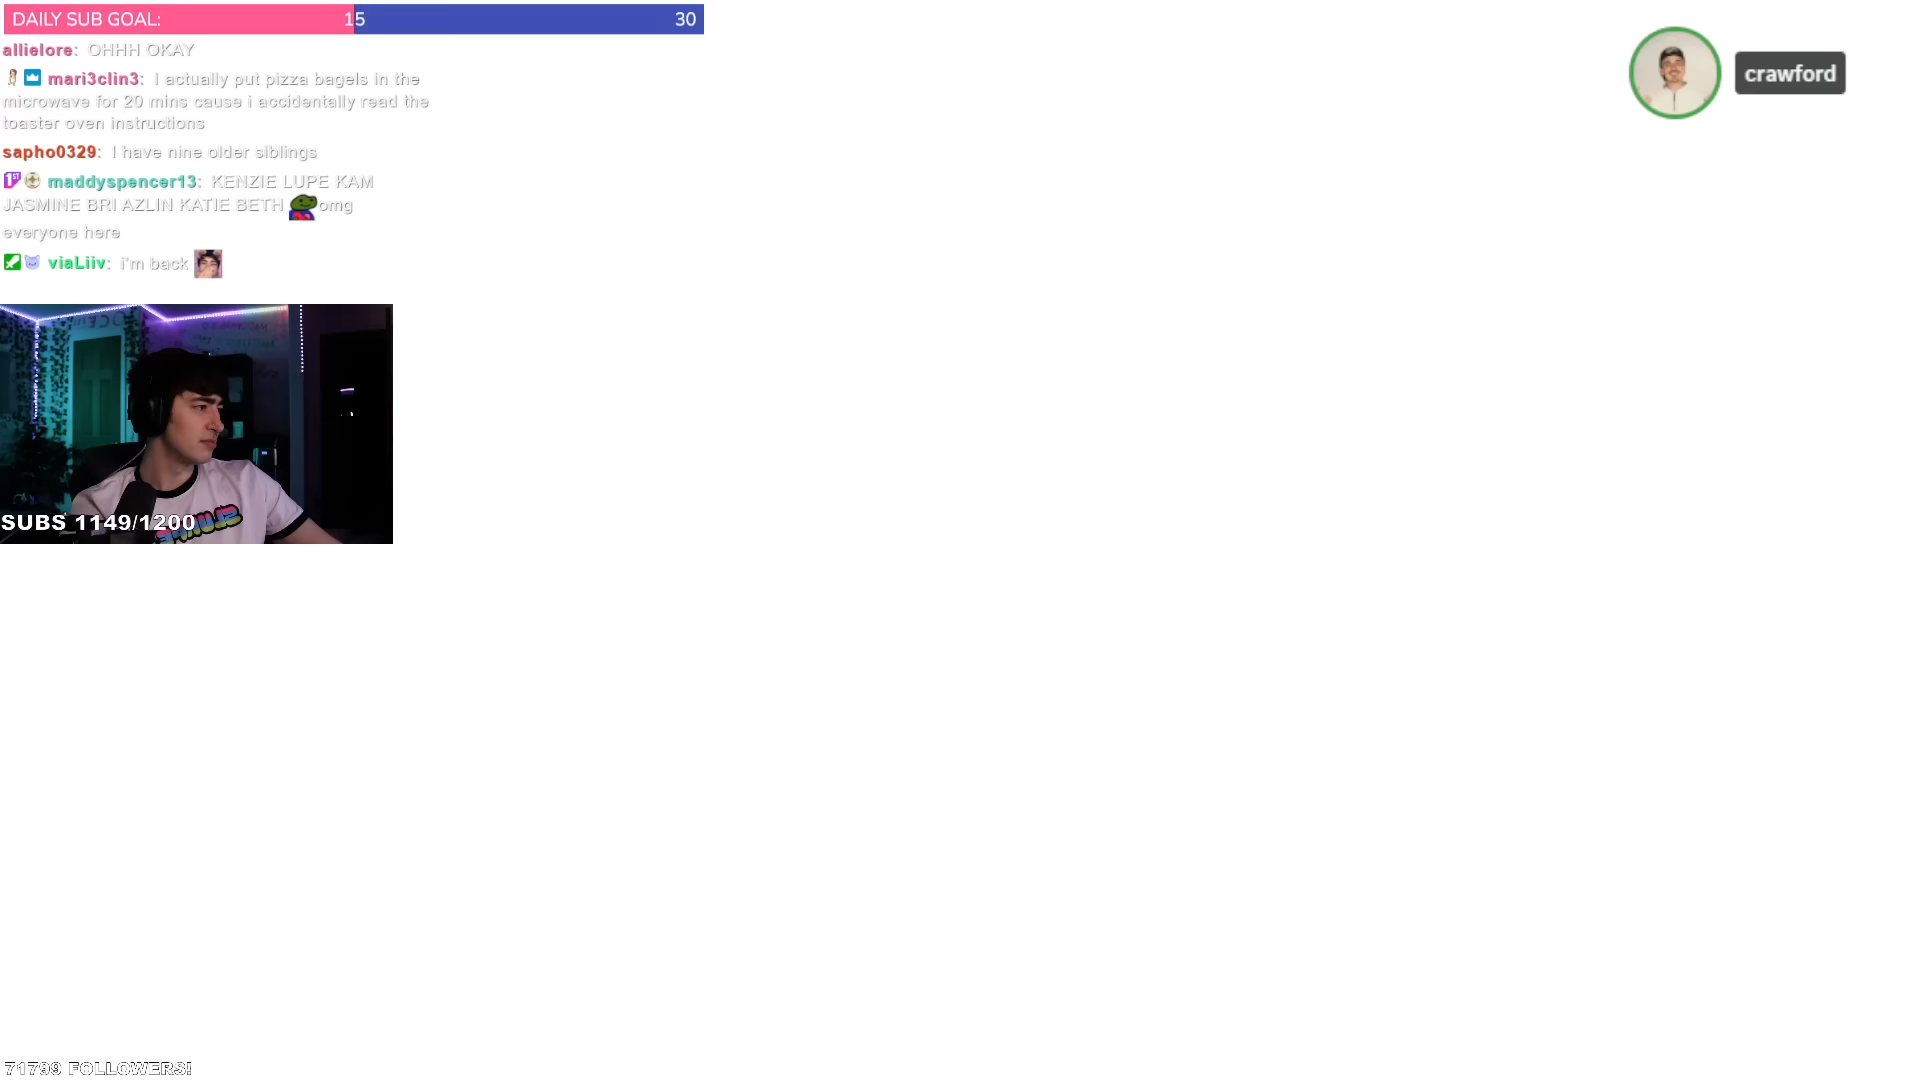 DAILY SUB GOAL: 15 30
allielore: OHHH OKAY
mari3clin3: I actually put pizza bagels in the
microwave for 20 mins cause i accidentally read the
toaster oven instructions
sapho0329: I have nine older siblings
1ST maddyspencer13: KENZIE LUPE KAM
JASMINE BRI AZLIN KATIE BETH omg
everyone here
viaLiiv: i'm back
crawford
SUBS 1149/1200
71799 FOLLOWERS!